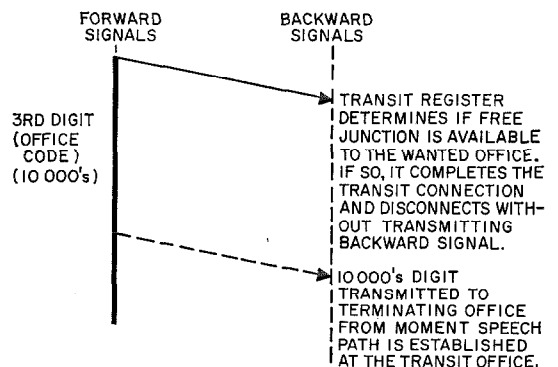 FORWARD SIGNALS
BACKWARD SIGNALS
3RD DIGIT
(OFFICE
CODE)
(10 000's)
TRANSIT REGISTER
DETERMINES IF FREE
JUNCTION IS AVAILABLE
TO THE WANTED OFFICE.
IF SO, IT COMPLETES THE
TRANSIT CONNECTION
AND DISCONNECTS WITH-
OUT TRANSMITTING
BACKWARD SIGNAL.
10 000's DIGIT
TRANSMITTED TO
TERMINATING OFFICE
FROM MOMENT SPEECH
PATH IS ESTABLISHED
AT THE TRANSIT OFFICE.